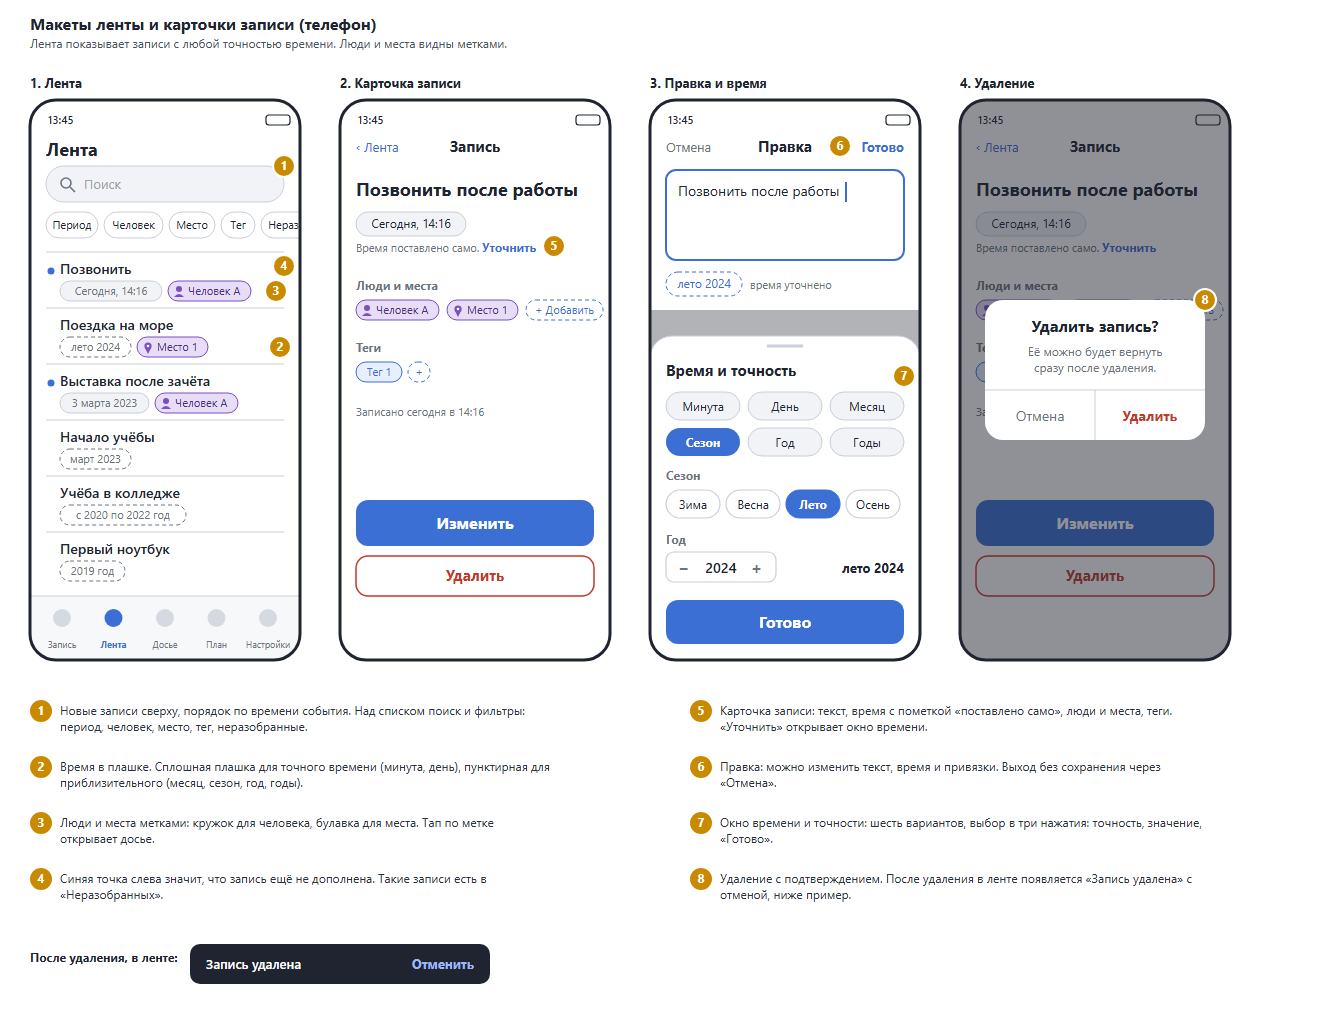 Макеты ленты и карточки записи (телефон)
Лента показывает записи с любой точностью времени. Люди и места видны метками.
1. Лента
13:45
Лента
1
Поиск
Период Человек Место Тег Нераз
Позвонить
4
Сегодня, 14:16 Человек А
3
Поездка на море
лето 2024 Место 1
2
Выставка после зачёта
3 марта 2023 Человек А
Начало учёбы
март 2023
Учёба в колледже
с 2020 по 2022 год
Первый ноутбук
2019 год
Запись Лента Досье План Настройки
2. Карточка записи
13:45
‹ Лента Запись
Позвонить после работы
Сегодня, 14:16
Время поставлено само. Уточнить
5
Люди и места
Человек А Место 1 + Добавить
Теги
Тег 1 +
Записано сегодня в 14:16
Изменить
Удалить
3. Правка и время
13:45
Отмена Правка 6 Готово
Позвонить после работы
лето 2024 время уточнено
Время и точность
7
Минута День Месяц
Сезон Год Годы
Сезон
Зима Весна Лето Осень
Год
− 2024 + лето 2024
Готово
4. Удаление
13:45
‹ Лента Запись
Позвонить после работы
Сегодня, 14:16
Время поставлено само. Уточнить
Люди и места
8
Удалить запись?
Её можно будет вернуть
сразу после удаления.
Отмена Удалить
Изменить
Удалить
1 Новые записи сверху, порядок по времени события. Над списком поиск и фильтры:
период, человек, место, тег, неразобранные.
2 Время в плашке. Сплошная плашка для точного времени (минута, день), пунктирная для
приблизительного (месяц, сезон, год, годы).
3 Люди и места метками: кружок для человека, булавка для места. Тап по метке
открывает досье.
4 Синяя точка слева значит, что запись ещё не дополнена. Такие записи есть в
«Неразобранных».
5 Карточка записи: текст, время с пометкой «поставлено само», люди и места, теги.
«Уточнить» открывает окно времени.
6 Правка: можно изменить текст, время и привязки. Выход без сохранения через
«Отмена».
7 Окно времени и точности: шесть вариантов, выбор в три нажатия: точность, значение,
«Готово».
8 Удаление с подтверждением. После удаления в ленте появляется «Запись удалена» с
отменой, ниже пример.
После удаления, в ленте:
Запись удалена Отменить